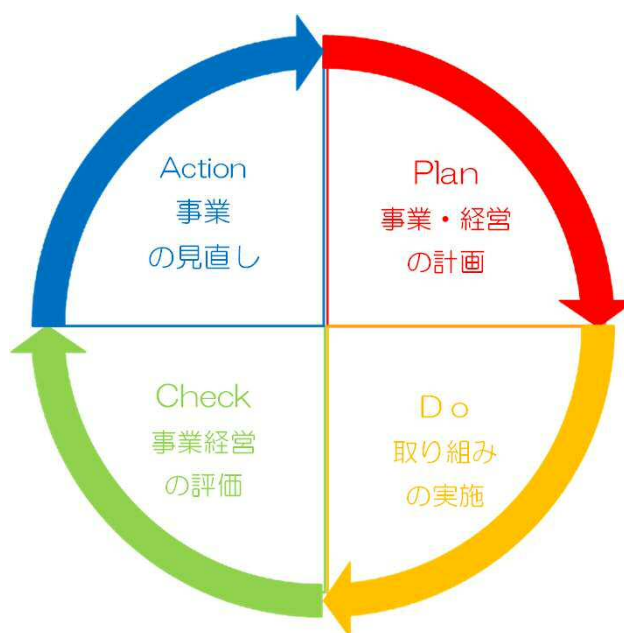 Action
事業
の見直し
Plan
事業・経営
の計画
Check
事業経営
の評価
Do
取り組み
の実施